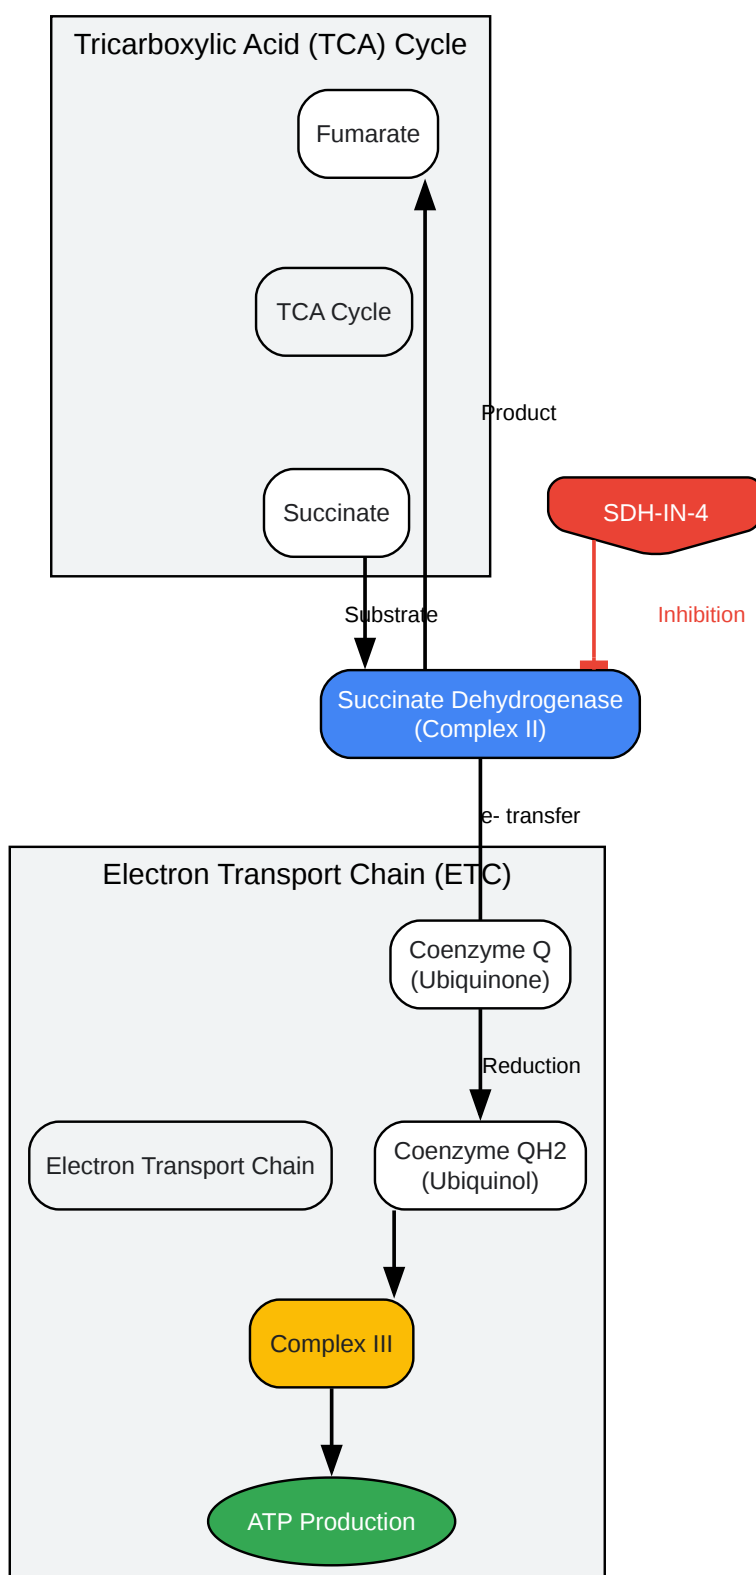 Tricarboxylic Acid (TCA) Cycle
Fumarate
TCA Cycle
Product
Succinate
SDH-IN-4
Substrate
Inhibition
Succinate Dehydrogenase
(Complex II)
e- transfer
Electron Transport Chain (ETC)
Coenzyme Q
(Ubiquinone)
Reduction
Electron Transport Chain
Coenzyme QH2
(Ubiquinol)
Complex III
ATP Production